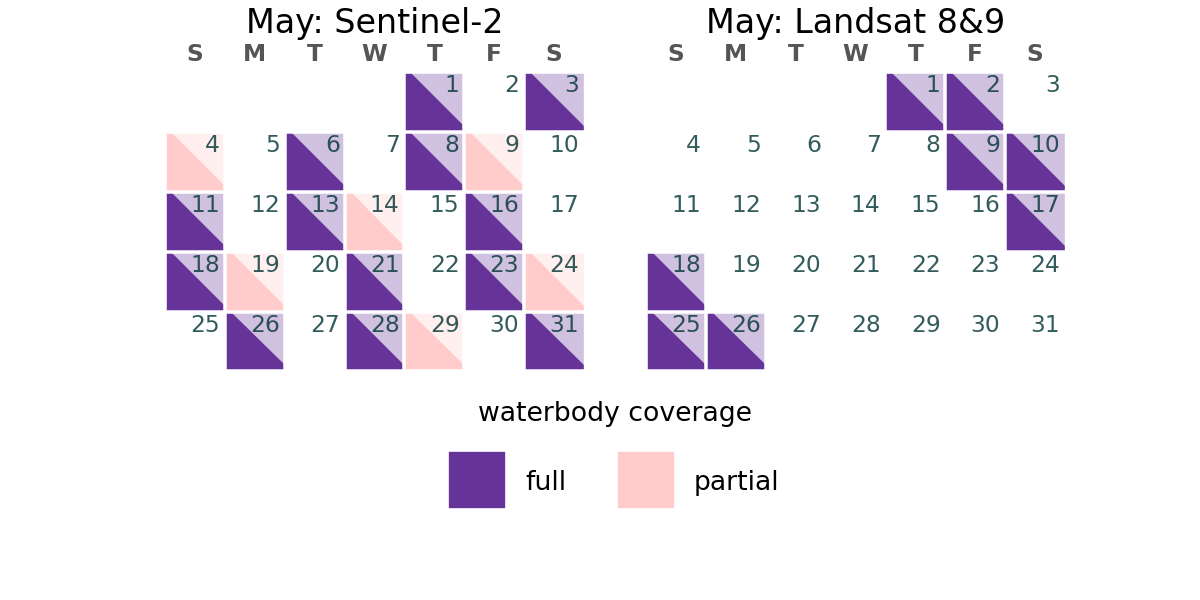 May: Sentinel-2
S M T W T F S
1 2 3
4 5 6 7 8 9 10
11 12 13 14 15 16 17
18 19 20 21 22 23 24
25 26 27 28 29 30 31
May: Landsat 8&9
S M T W T F S
1 2 3
4 5 6 7 8 9 10
11 12 13 14 15 16 17
18 19 20 21 22 23 24
25 26 27 28 29 30 31
waterbody coverage
full
partial